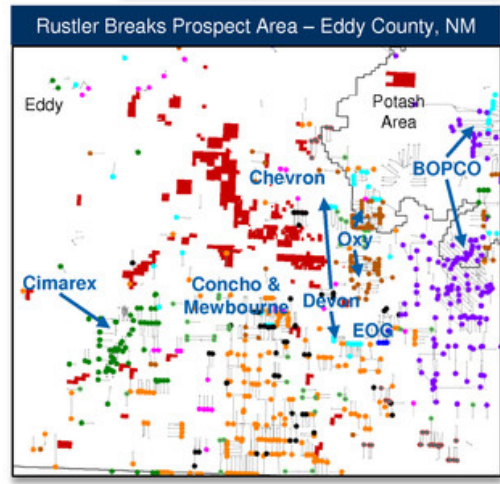 Rustler Breaks Prospect Area – Eddy County, NM
Eddy
Potash
Area
BOPCO
Chevron
Oxy
Cimarex
Concho &
Mewbourne
Devon
EOG